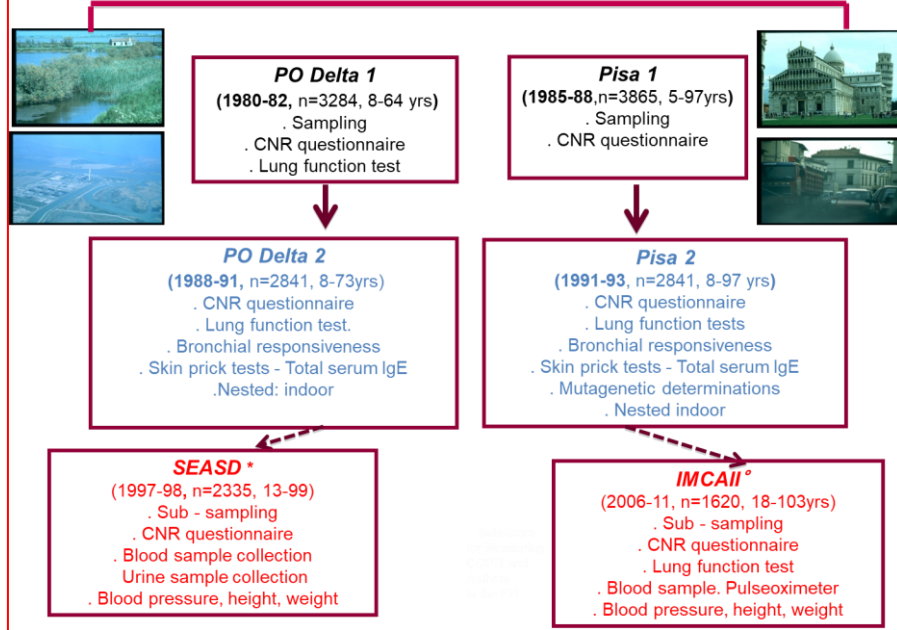 PO Delta 1
(1980-82, n=3284, 8-64 yrs)
. Sampling
. CNR questionnaire
. Lung function test
Pisa 1
(1985-88,n=3865, 5-97yrs)
. Sampling
. CNR questionnaire
PO Delta 2
(1988-91, n=2841, 8-73yrs)
. CNR questionnaire
. Lung function test.
. Bronchial responsiveness
. Skin prick tests - Total serum IgE
.Nested: indoor
Pisa 2
(1991-93, n=2841, 8-97 yrs)
. CNR questionnaire
. Lung function tests
. Bronchial responsiveness
. Skin prick tests - Total serum IgE
. Mutagenetic determinations
. Nested indoor
SEASD *
(1997-98, n=2335, 13-99)
. Sub - sampling
. CNR questionnaire
. Blood sample collection
Urine sample collection
. Blood pressure, height, weight
IMCAII°
(2006-11, n=1620, 18-103yrs)
. Sub - sampling
. CNR questionnaire
. Lung function test
. Blood sample. Pulseoximeter
. Blood pressure, height, weight